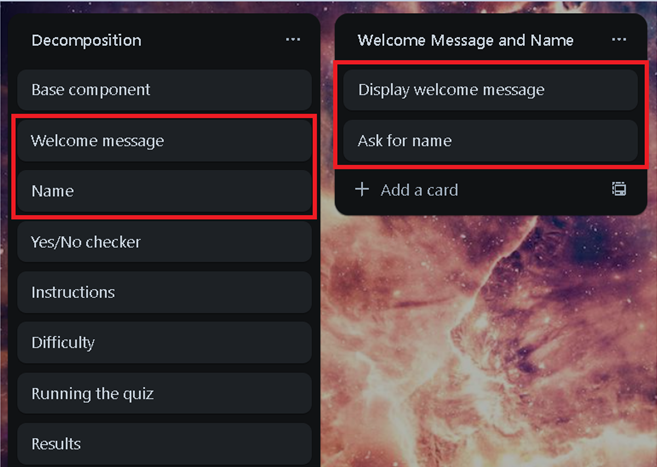 Decomposition
Base component
Welcome message
Name
Yes/No checker
Instructions
Difficulty
Running the quiz
Results
Welcome Message and Name
Display welcome message
Ask for name
Add a card